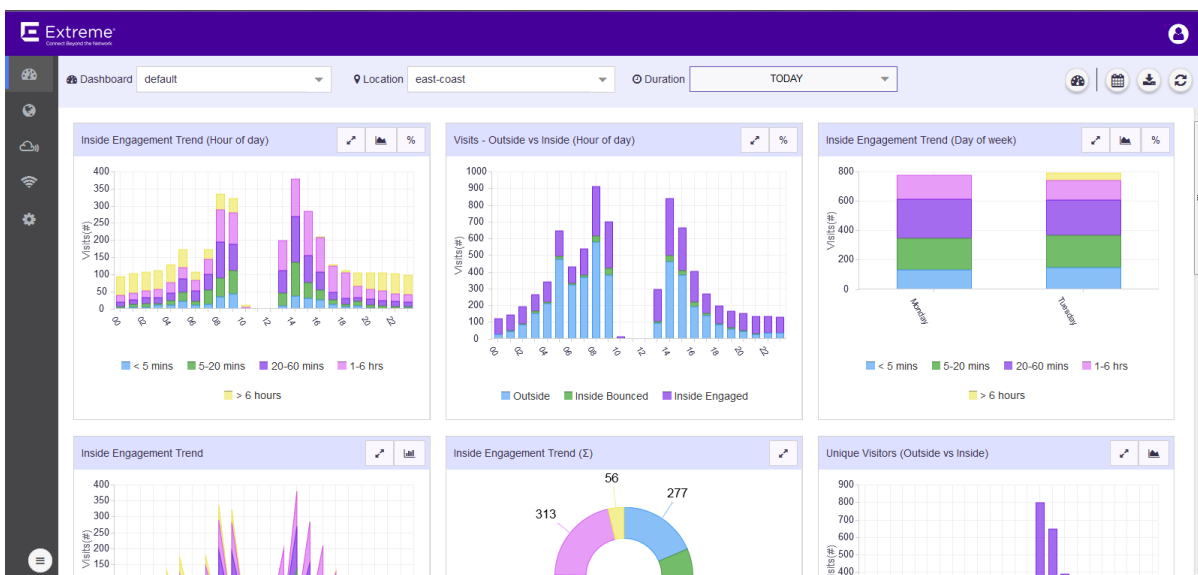 Extreme®
Connect Beyond the Network
Dashboard default Location east-coast Duration TODAY
Inside Engagement Trend (Hour of day) %
400
350
300
250
200
150
100
50
0
Visits(#)
00 02 04 06 08 10 12 14 16 18 20 22
< 5 mins 5-20 mins 20-60 mins 1-6 hrs
> 6 hours
Visits - Outside vs Inside (Hour of day) %
1000
900
800
700
600
500
400
300
200
100
0
Visits(#)
00 02 04 06 08 10 12 14 16 18 20 22
Outside Inside Bounced Inside Engaged
Inside Engagement Trend (Day of week) %
800
600
400
200
0
Visits(#)
Monday Tuesday
< 5 mins 5-20 mins 20-60 mins 1-6 hrs
> 6 hours
Inside Engagement Trend
400
350
300
250
200
150
Visits(#)
Inside Engagement Trend (Σ)
56
277
313
Unique Visitors (Outside vs Inside)
900
800
700
600
500
400